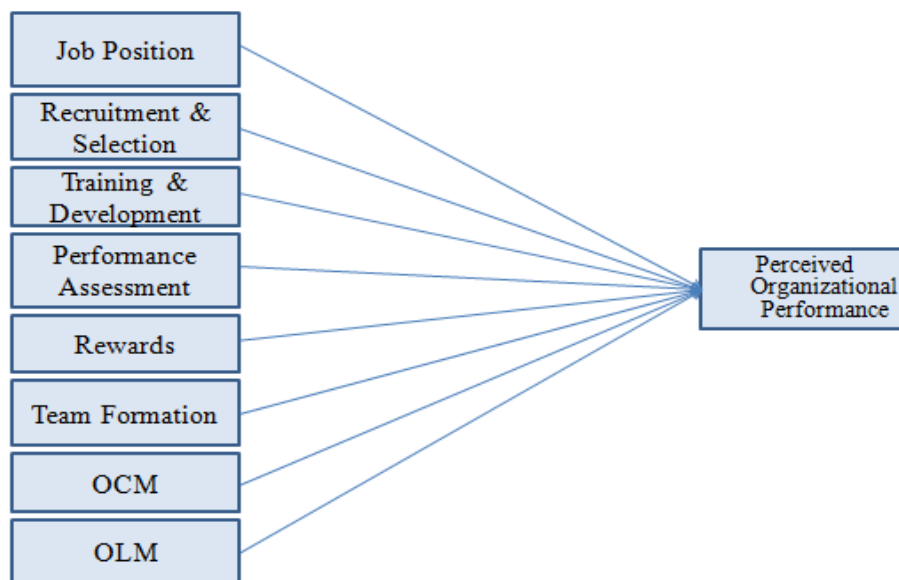 Job Position
Recruitment &
Selection
Training &
Development
Performance
Assessment
Rewards
Team Formation
OCM
OLM
Perceived
Organizational
Performance